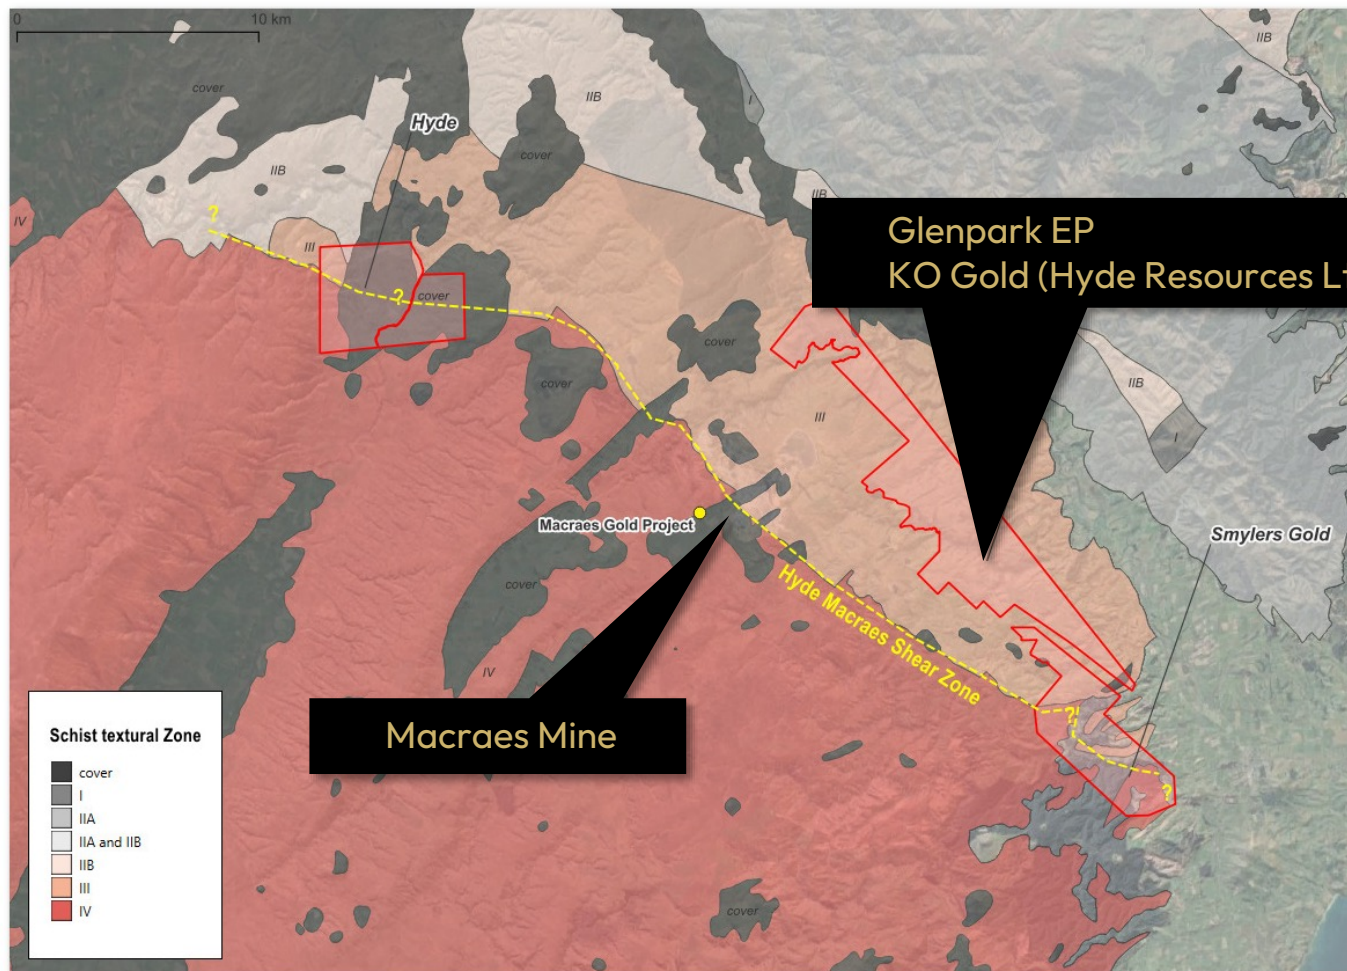 0
10 km
cover
IIB
IIB
I
Hyde
cover
IIB
IIB
IV
?
III
?
cover
Glenpark EP
KO Gold (Hyde Resources Lt
cover
cover
III
IIB
I
Macraes Gold Project
Smylers Gold
cover
Hyde Macraes Shear Zone
IV
?
?
Macraes Mine
cover
Schist textural Zone
cover
I
IIA
IIA and IIB
IIB
III
IV